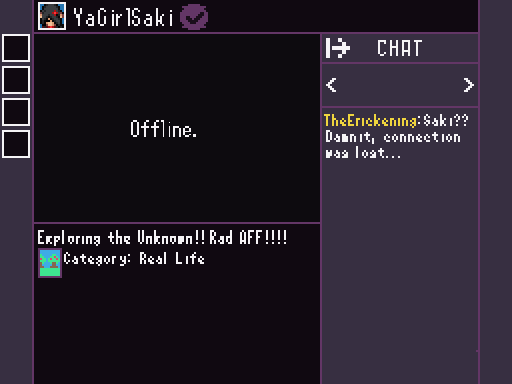 YaGirlSaki
CHAT
< >
Offline.
TheErickening:Saki??
Damnit, connection
was lost...
Exploring the Unknown!! Rad AFF!!!!
Category: Real Life